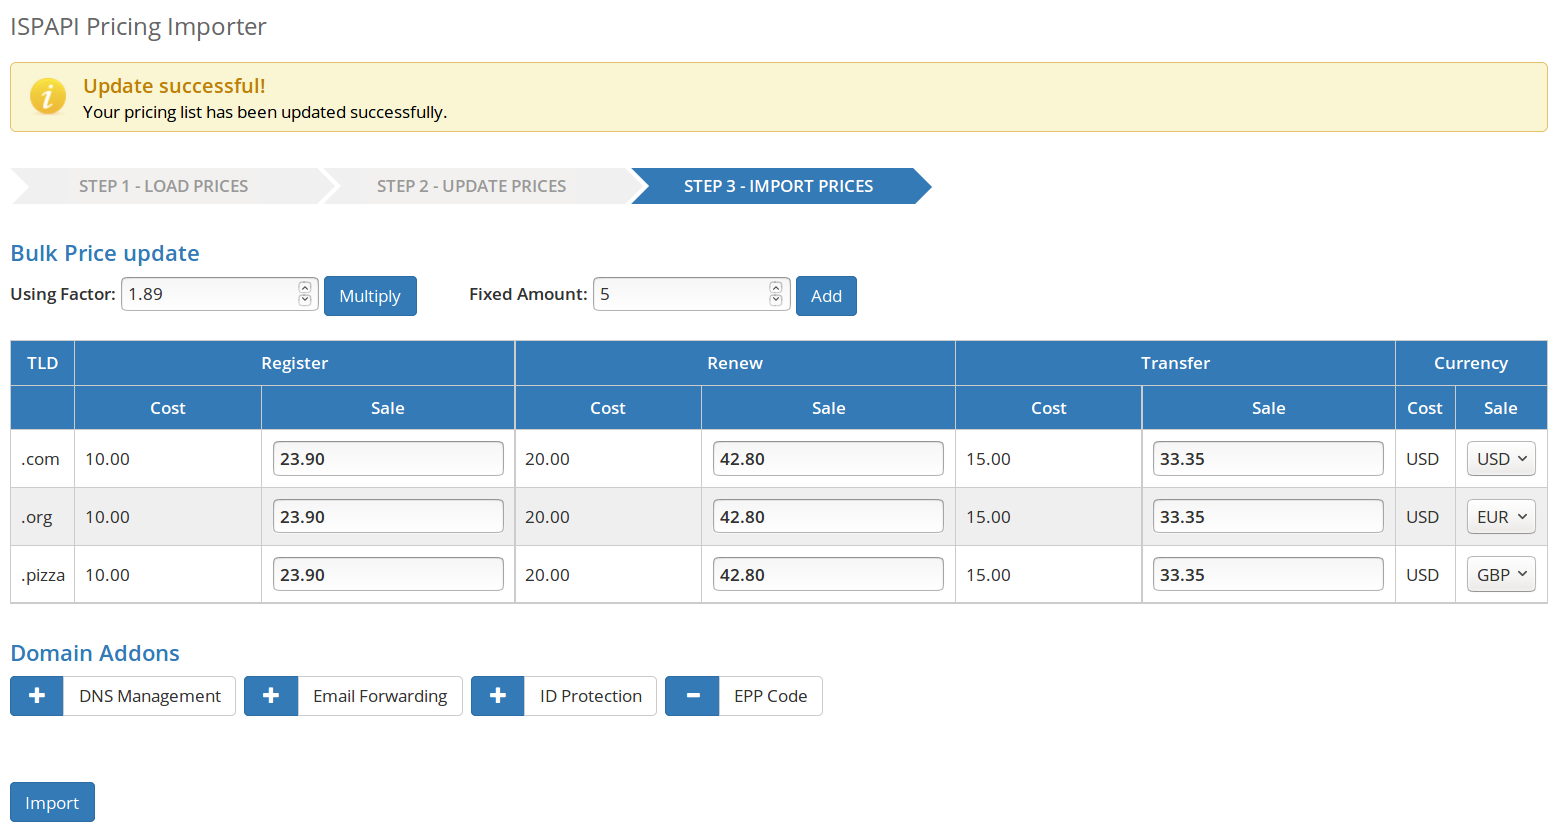 ISPAPI Pricing Importer
Update successful!
Your pricing list has been updated successfully.
STEP 1 - LOAD PRICES STEP 2 - UPDATE PRICES STEP 3 - IMPORT PRICES
Bulk Price update
Using Factor: 1.89 Multiply Fixed Amount: 5 Add
TLD Register Renew Transfer Currency
Cost Sale Cost Sale Cost Sale Cost Sale
.com 10.00 23.90 20.00 42.80 15.00 33.35 USD USD
.org 10.00 23.90 20.00 42.80 15.00 33.35 USD EUR
.pizza 10.00 23.90 20.00 42.80 15.00 33.35 USD GBP
Domain Addons
+ DNS Management + Email Forwarding + ID Protection − EPP Code
Import